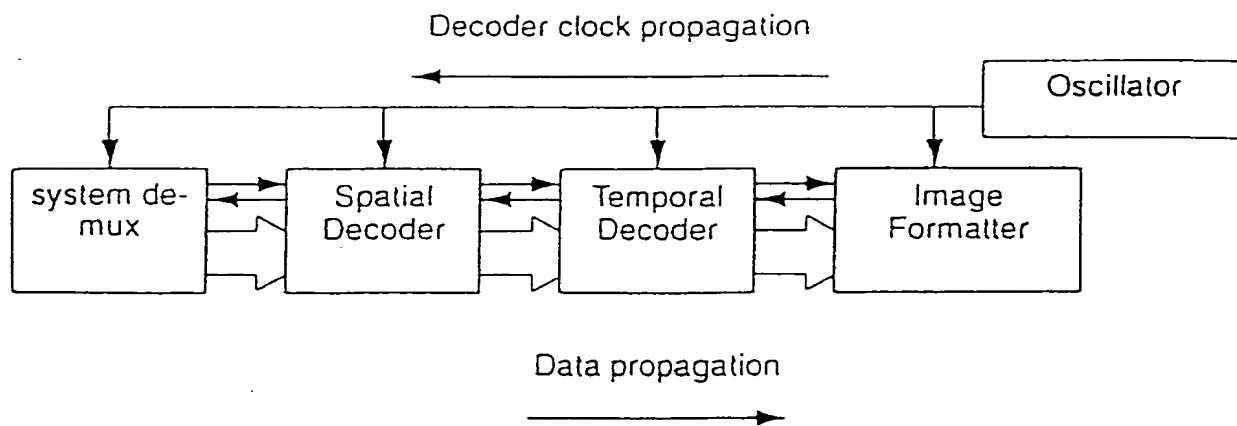 Decoder clock propagation
Oscillator
system de-
mux
Spatial
Decoder
Temporal
Decoder
Image
Formatter
Data propagation